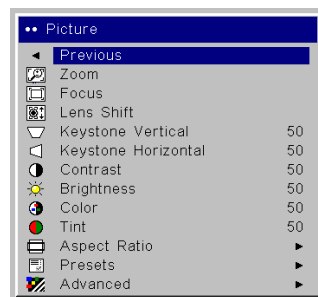 Picture
Previous
Zoom
Focus
Lens Shift
Keystone Vertical 50
Keystone Horizontal 50
Contrast 50
Brightness 50
Color 50
Tint 50
Aspect Ratio
Presets
Advanced